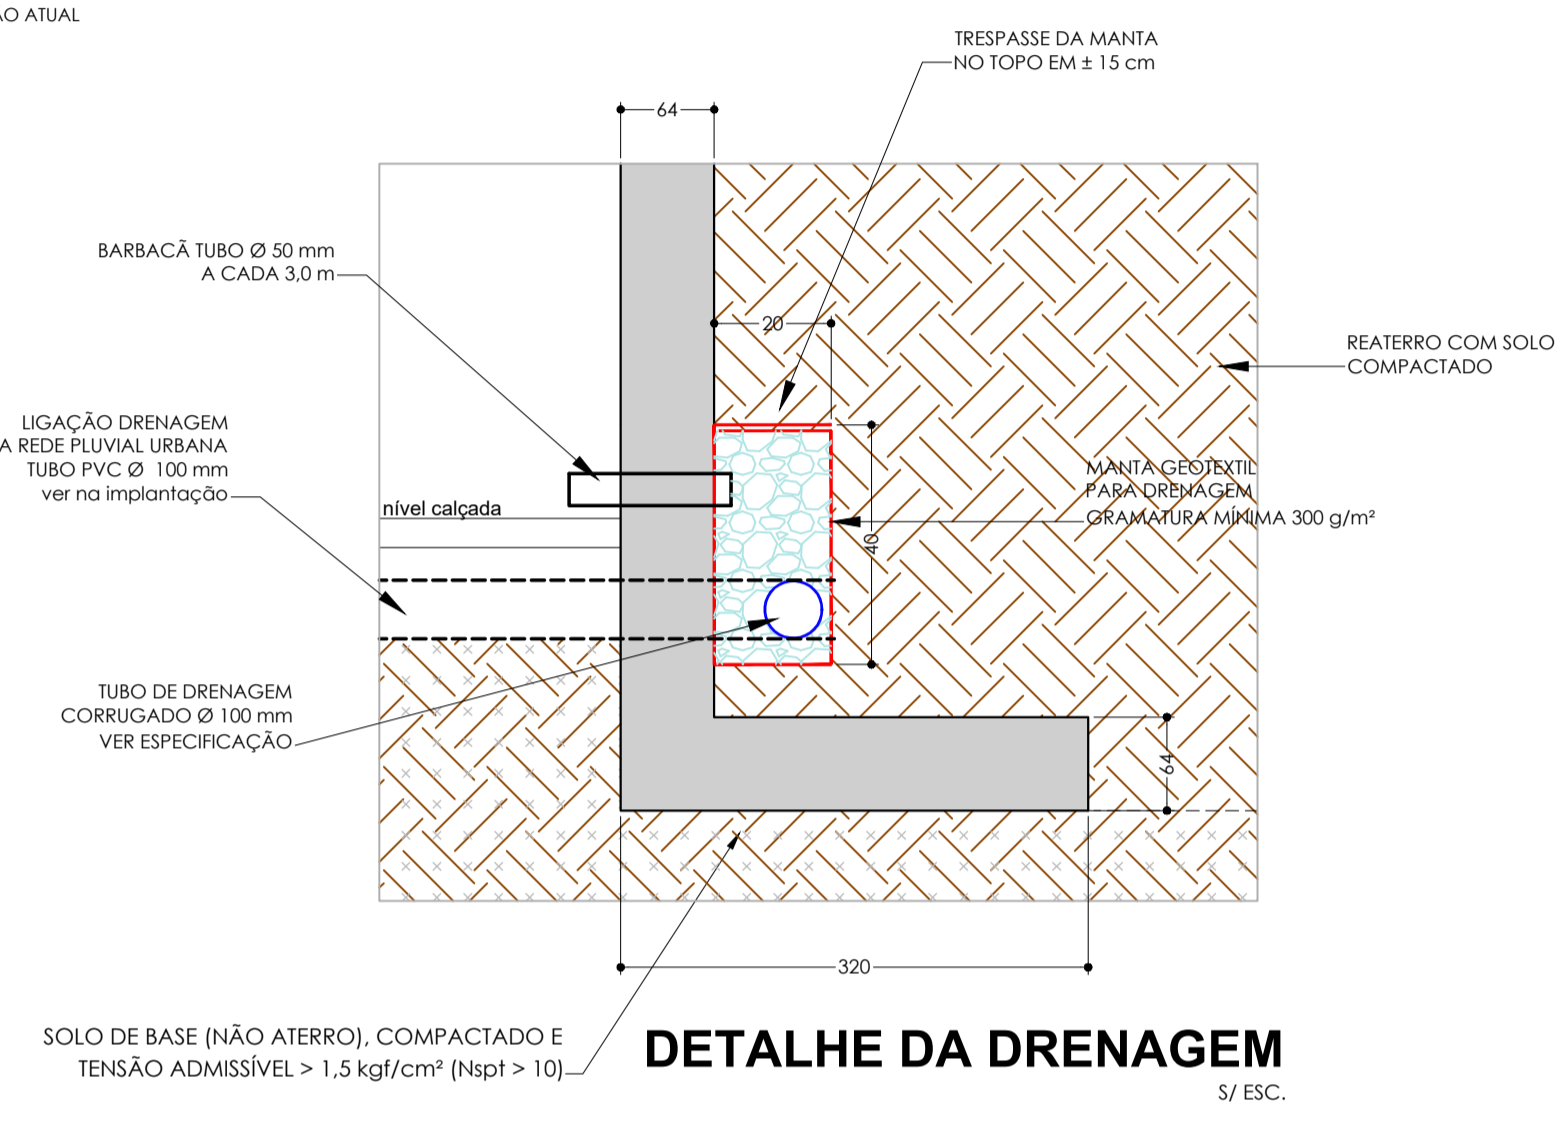 ÃO ATUAL
TRESPASSE DA MANTA
NO TOPO EM ± 15 cm
64
BARBACÃ TUBO Ø 50 mm
A CADA 3,0 m
20
REATERRO COM SOLO
COMPACTADO
LIGAÇÃO DRENAGEM
A REDE PLUVIAL URBANA
TUBO PVC Ø 100 mm
ver na implantação
nível calçada
MANTA GEOTEXTIL
PARA DRENAGEM
GRAMATURA MÍNIMA 300 g/m²
40
TUBO DE DRENAGEM
CORRUGADO Ø 100 mm
VER ESPECIFICAÇÃO
64
320
SOLO DE BASE (NÃO ATERRO), COMPACTADO E
TENSÃO ADMISSÍVEL > 1,5 kgf/cm² (Nspt > 10)
DETALHE DA DRENAGEM
S/ ESC.